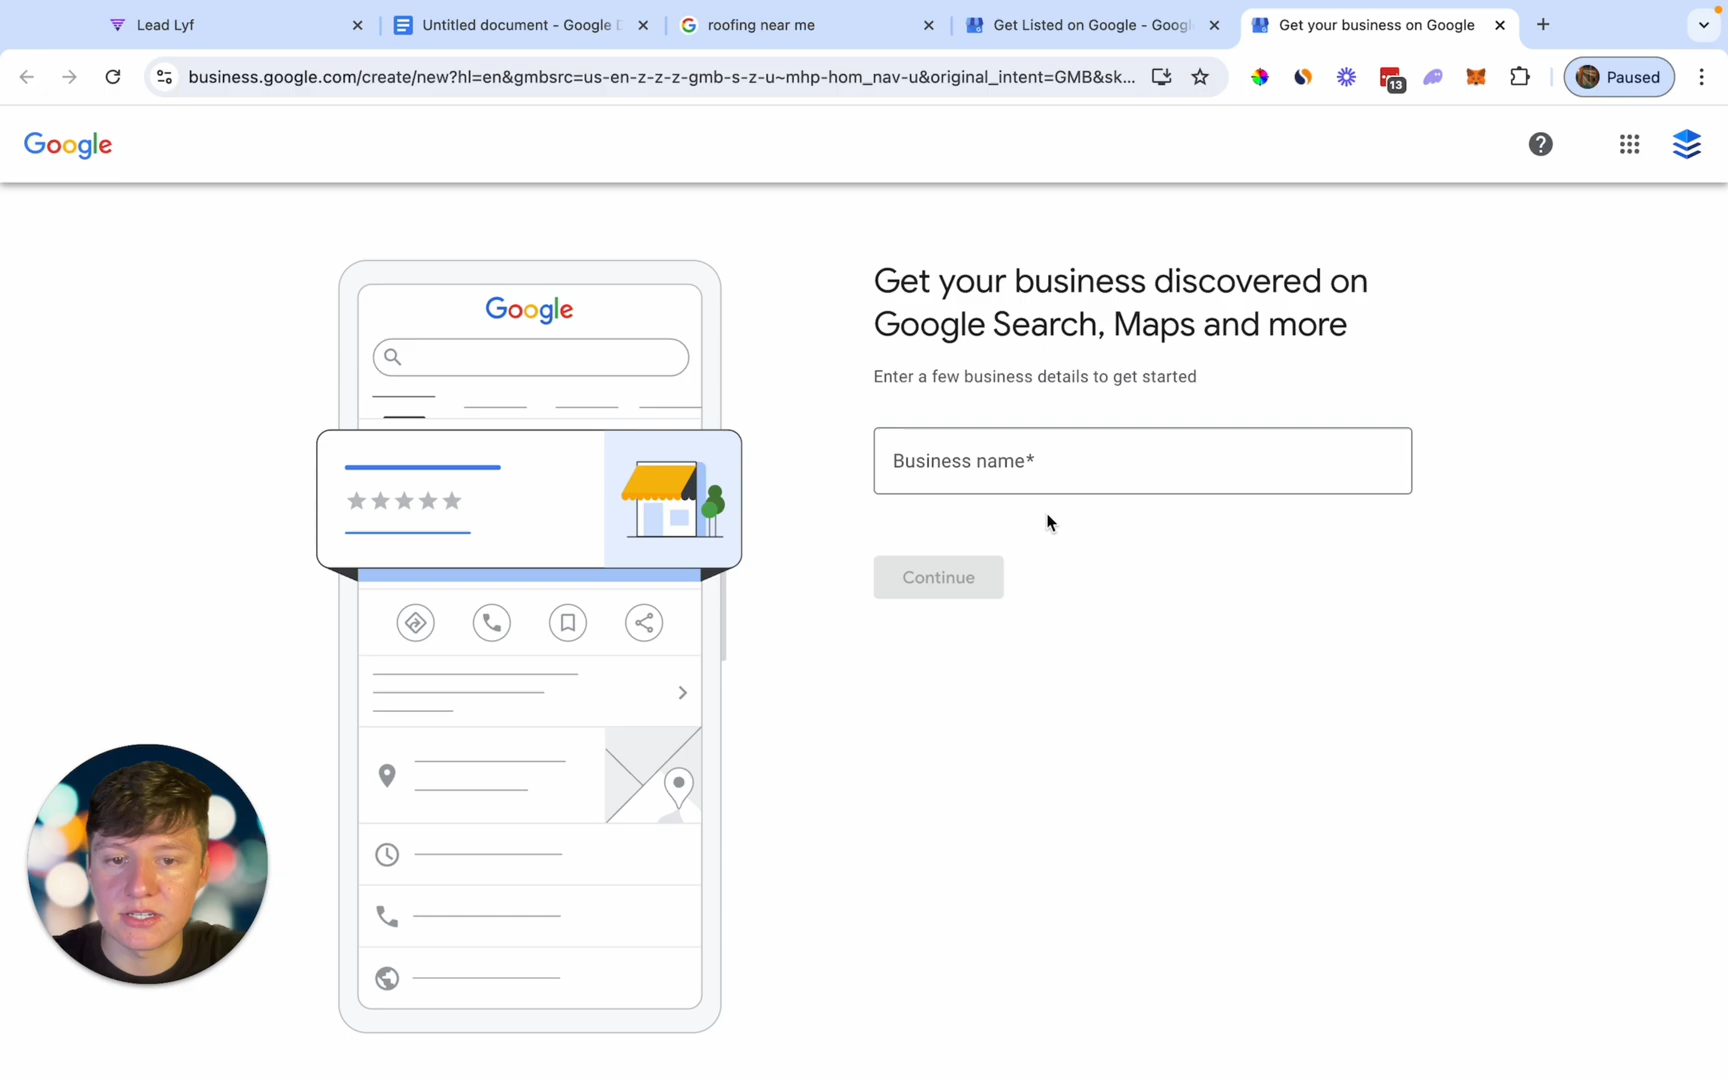 Lead Lyf
Untitled document - Google D
roofing near me
Get Listed on Google - Googl
Get your business on Google
business.google.com/create/new?hl=en&gmbsrc=us-en-z-z-z-gmb-s-z-u~mhp-hom_nav-u&original_intent=GMB&sk...
13
Paused
Google
Google
Get your business discovered on
Google Search, Maps and more
Enter a few business details to get started
Business name*
Continue